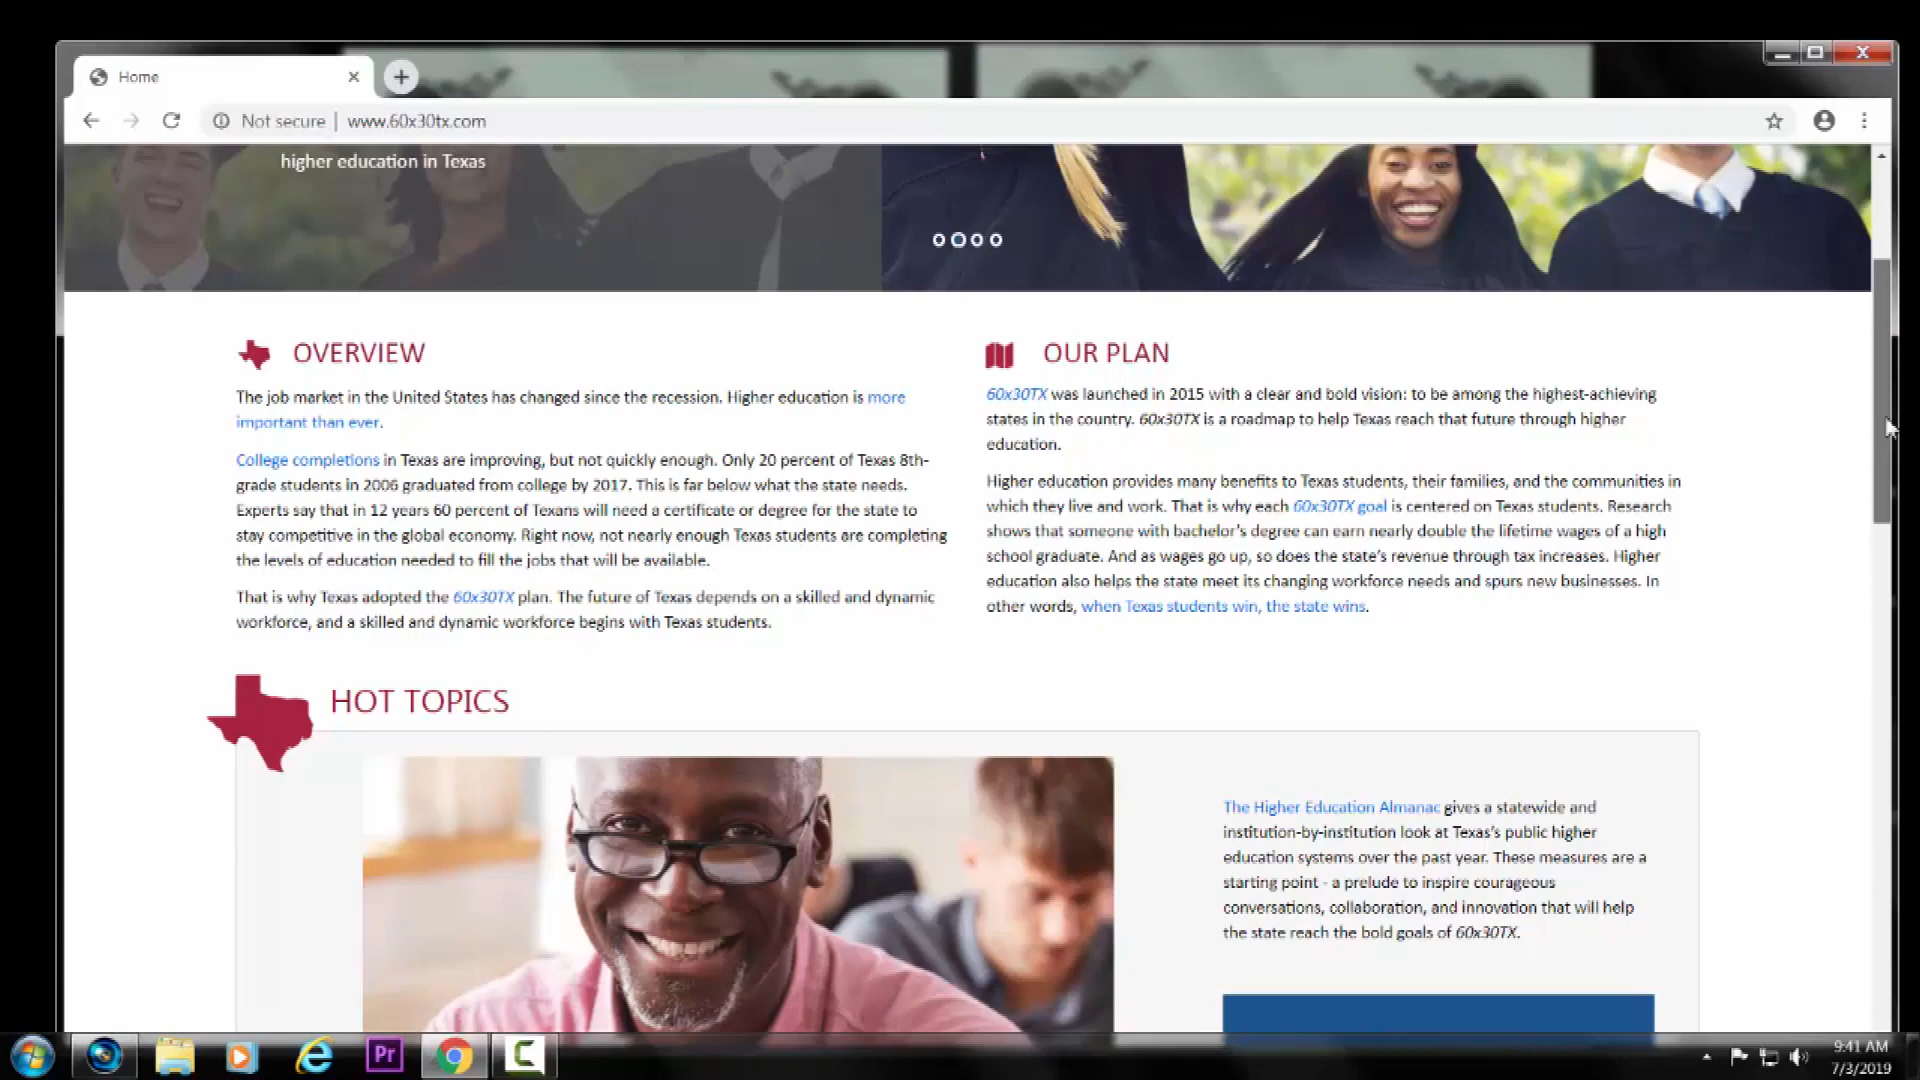 Home
Not secure | www.60x30tx.com
higher education in Texas
OVERVIEW
The job market in the United States has changed since the recession. Higher education is more
important than ever.
College completions in Texas are improving, but not quickly enough. Only 20 percent of Texas 8th-
grade students in 2006 graduated from college by 2017. This is far below what the state needs.
Experts say that in 12 years 60 percent of Texans will need a certificate or degree for the state to
stay competitive in the global economy. Right now, not nearly enough Texas students are completing
the levels of education needed to fill the jobs that will be available.
That is why Texas adopted the 60x30TX plan. The future of Texas depends on a skilled and dynamic
workforce, and a skilled and dynamic workforce begins with Texas students.
OUR PLAN
60x30TX was launched in 2015 with a clear and bold vision: to be among the highest-achieving
states in the country. 60x30TX is a roadmap to help Texas reach that future through higher
education.
Higher education provides many benefits to Texas students, their families, and the communities in
which they live and work. That is why each 60x30TX goal is centered on Texas students. Research
shows that someone with bachelor's degree can earn nearly double the lifetime wages of a high
school graduate. And as wages go up, so does the state's revenue through tax increases. Higher
education also helps the state meet its changing workforce needs and spurs new businesses. In
other words, when Texas students win, the state wins.
HOT TOPICS
The Higher Education Almanac gives a statewide and
institution-by-institution look at Texas's public higher
education systems over the past year. These measures are a
starting point - a prelude to inspire courageous
conversations, collaboration, and innovation that will help
the state reach the bold goals of 60x30TX.
Pr
9:41 AM
7/3/2019